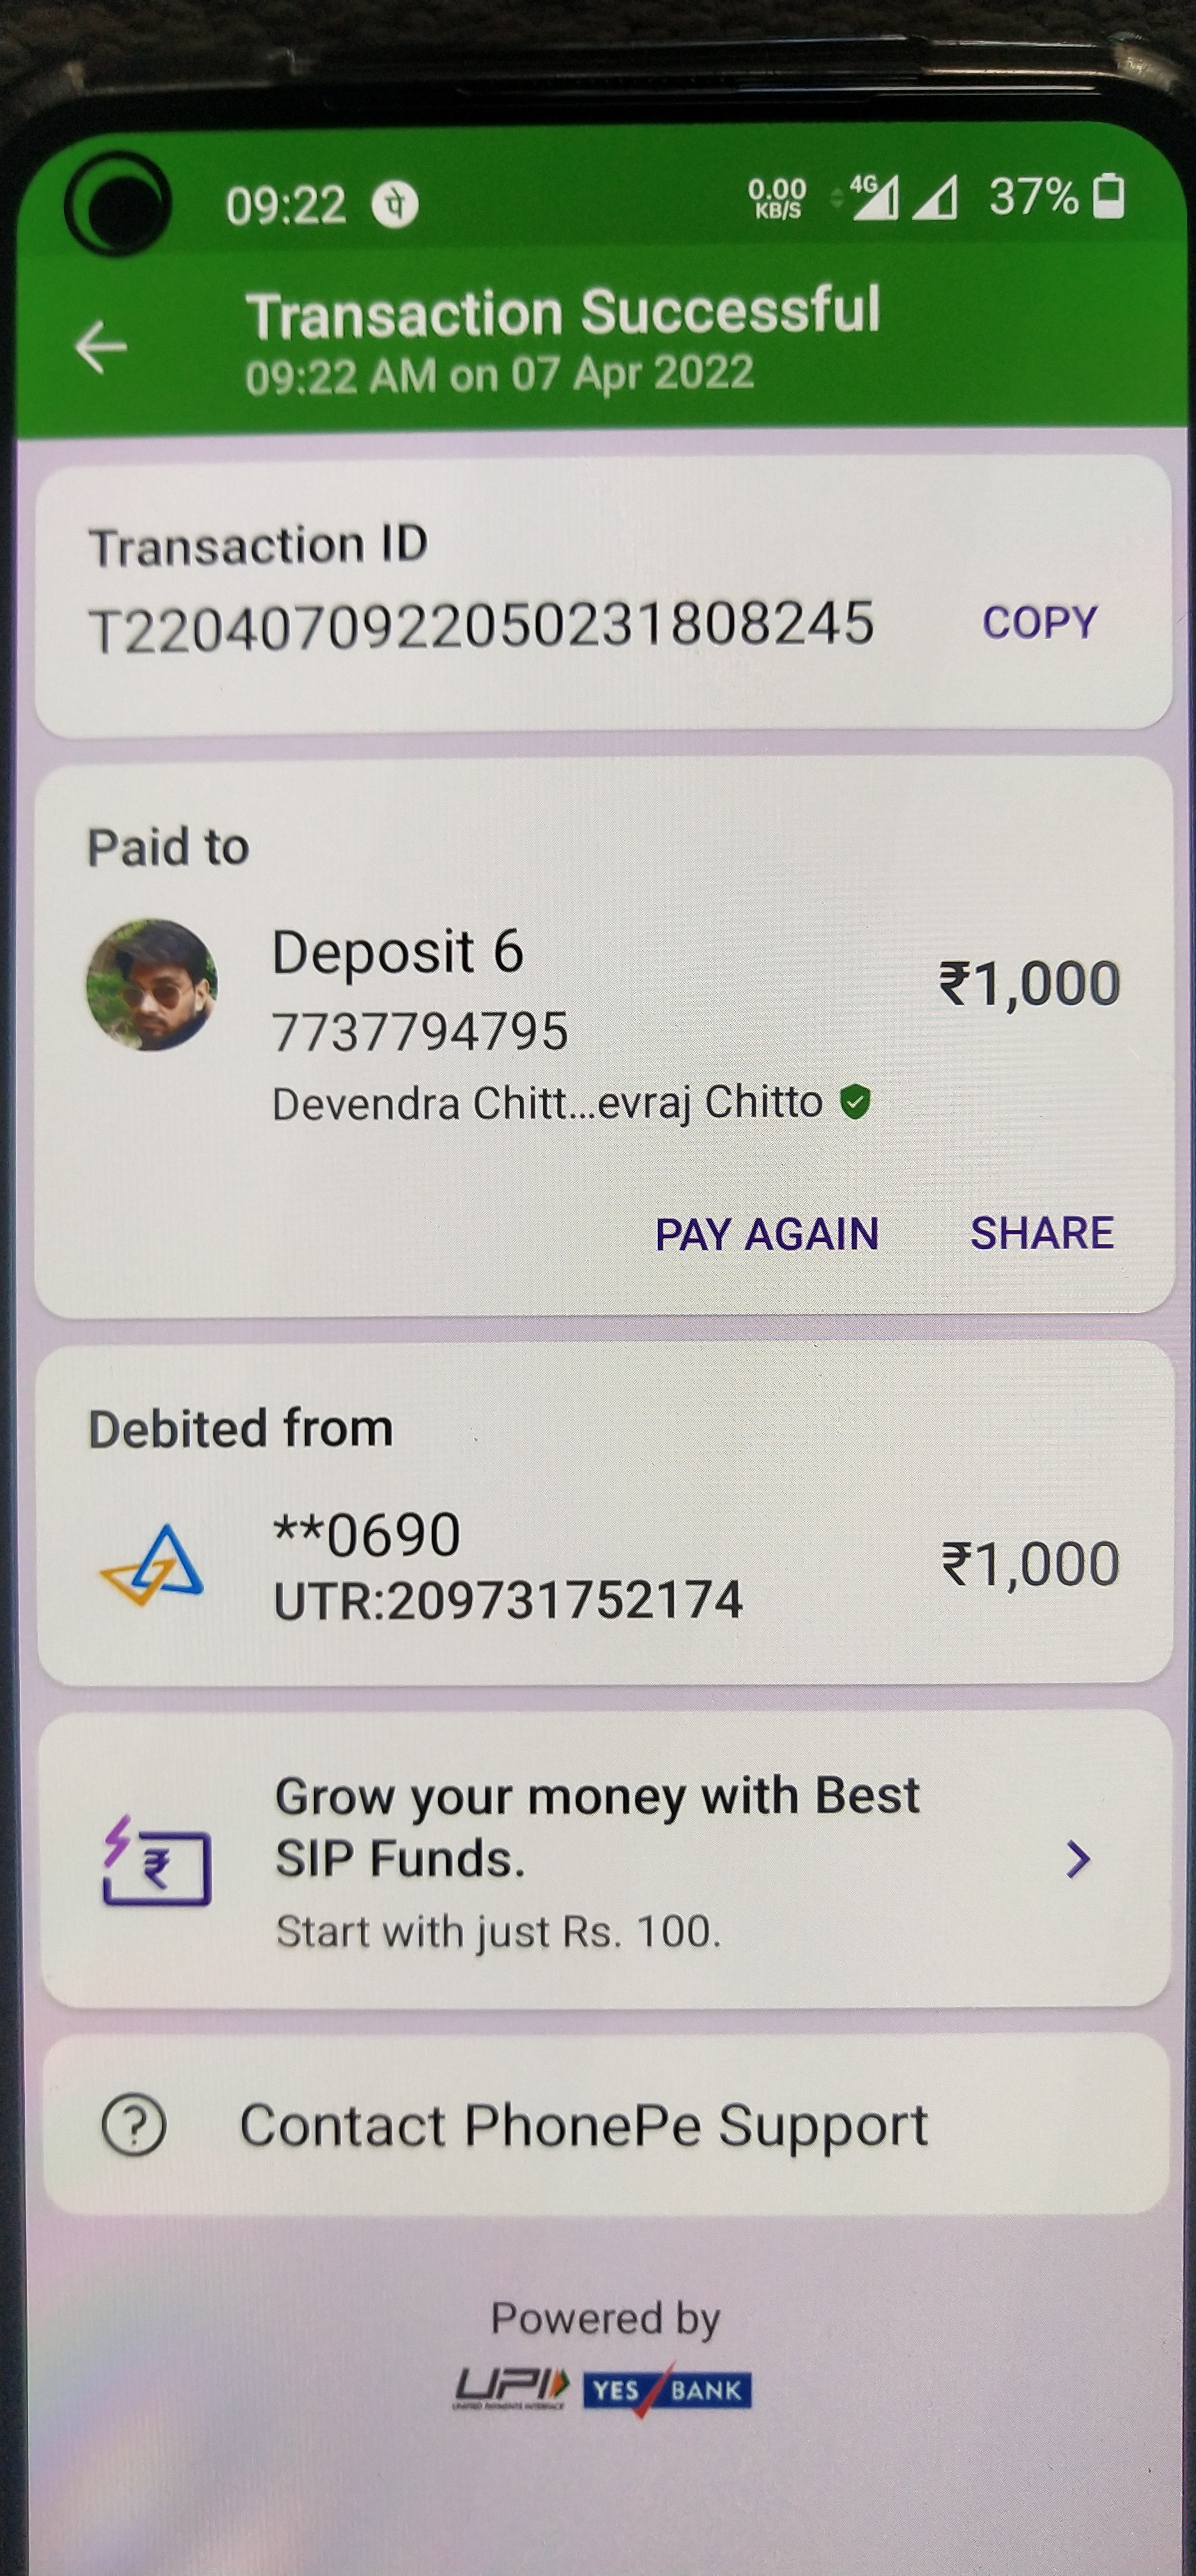 09:22 पे 0.00 KB/S 4G 37%
Transaction Successful
09:22 AM on 07 Apr 2022
Transaction ID
T2204070922050231808245 COPY
Paid to
Deposit 6
₹1,000
7737794795
Devendra Chitt...evraj Chitto
PAY AGAIN SHARE
Debited from
**0690
₹1,000
UTR:209731752174
Grow your money with Best
SIP Funds.
Start with just Rs. 100.
Contact PhonePe Support
Powered by
UPI YES BANK
UNIFIED PAYMENTS INTERFACE